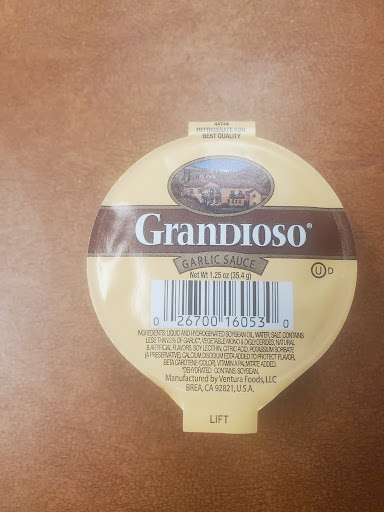 44744
REFRIGERATE FOR
BEST QUALITY
GRANDIOSO®
GARLIC SAUCE
Net Wt 1.25 oz (35.4 g)
U D
0 26700 16053 0
INGREDIENTS: LIQUID AND HYDROGENATED SOYBEAN OIL, WATER, SALT, CONTAINS
LESS THAN 2% OF GARLIC*, VEGETABLE MONO & DIGLYCERIDES, NATURAL
& ARTIFICIAL FLAVORS, SOY LECITHIN, CITRIC ACID, POTASSIUM SORBATE
(A PRESERVATIVE), CALCIUM DISODIUM EDTA ADDED TO PROTECT FLAVOR,
BETA CAROTENE (COLOR), VITAMIN A PALMITATE ADDED.
*DEHYDRATED CONTAINS: SOYBEAN.
Manufactured by Ventura Foods, LLC
BREA, CA 92821, U.S.A.
LIFT